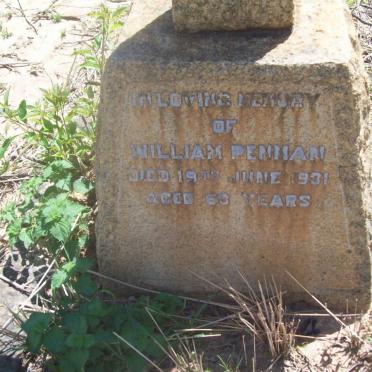 IN LOVING MEMORY
OF
WILLIAM PENMAN
DIED 19TH JUNE 1931
AGED 63 YEARS